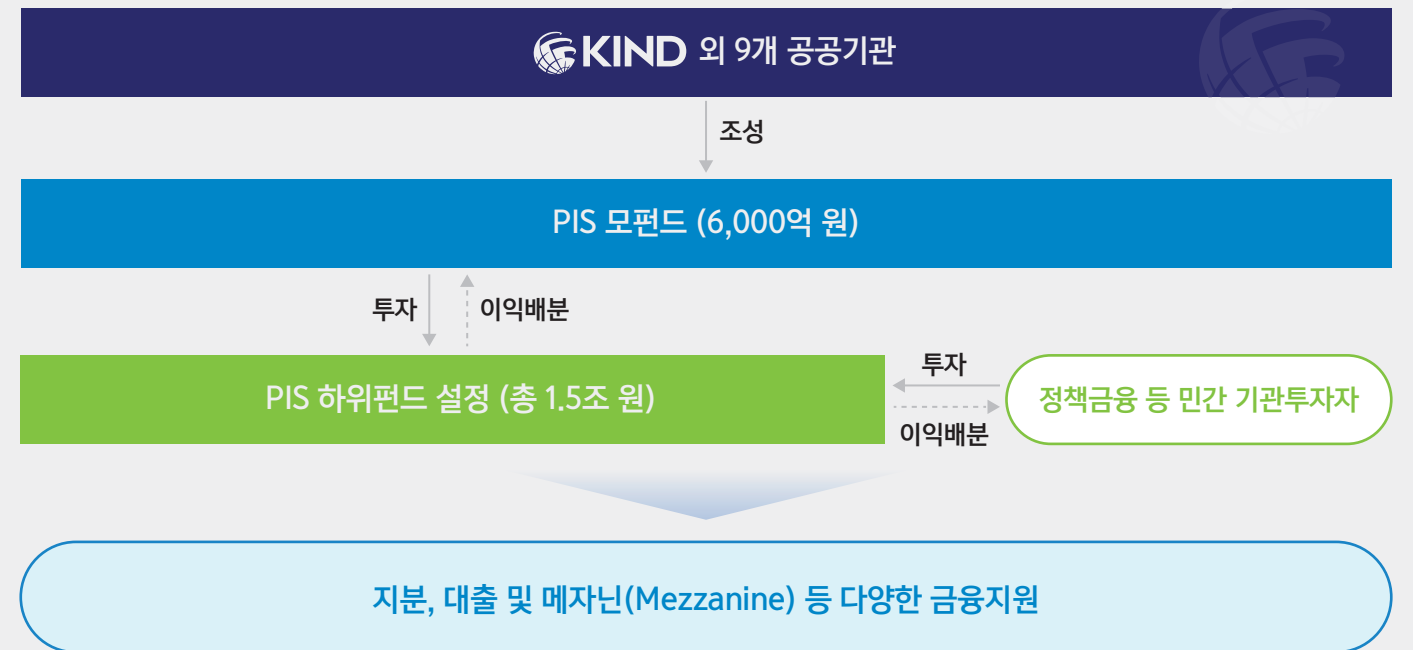 KIND 외 9개 공공기관
조성
PIS 모펀드 (6,000억 원)
투자
이익배분
PIS 하위펀드 설정 (총 1.5조 원)
투자
이익배분
정책금융 등 민간 기관투자자
지분, 대출 및 메자닌(Mezzanine) 등 다양한 금융지원